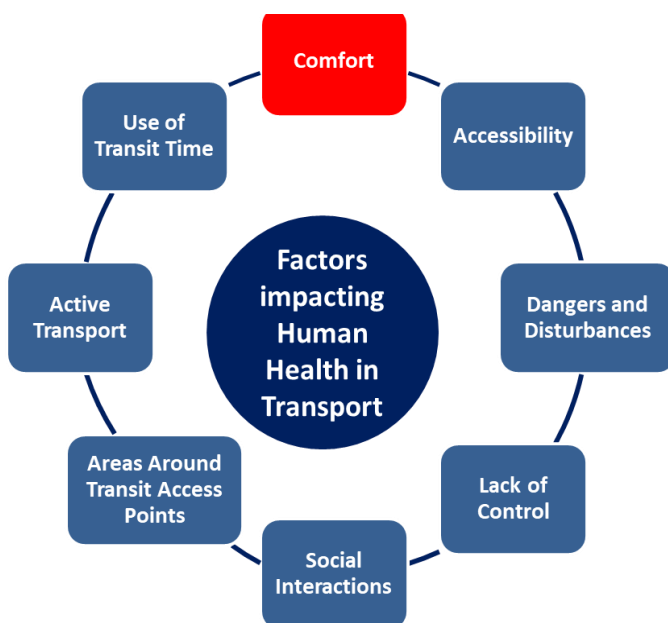 Comfort
Accessibility
Dangers and
Disturbances
Lack of
Control
Social
Interactions
Areas Around
Transit Access
Points
Active
Transport
Use of
Transit Time
Factors
impacting
Human
Health in
Transport